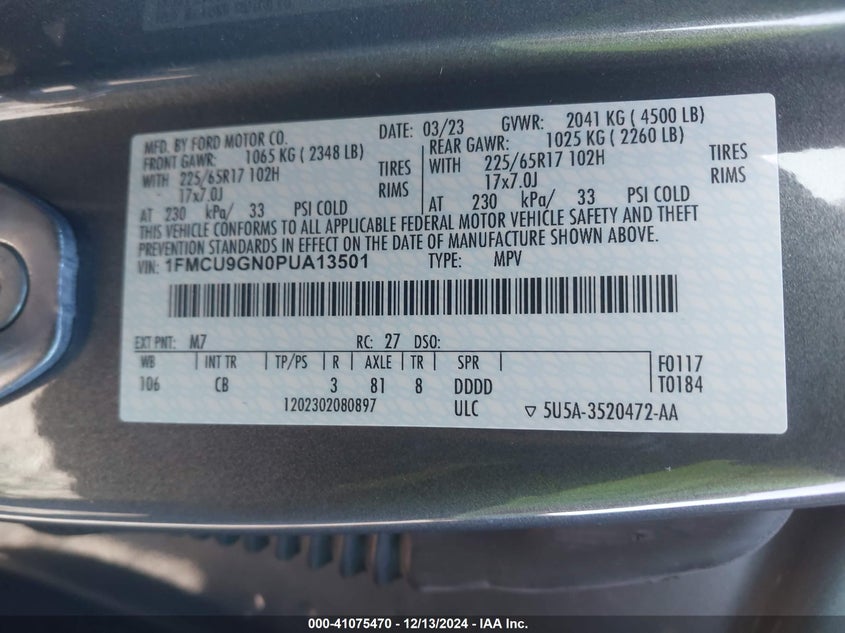 MFD. BY FORD MOTOR CO. DATE: 03/23 GVWR: 2041 KG ( 4500 LB)
FRONT GAWR: 1065 KG ( 2348 LB) REAR GAWR: 1025 KG ( 2260 LB)
WITH 225/65R17 102H TIRES WITH 225/65R17 102H TIRES
17x7.0J RIMS 17x7.0J RIMS
AT 230 kPa/ 33 PSI COLD AT 230 kPa/ 33 PSI COLD
THIS VEHICLE CONFORMS TO ALL APPLICABLE FEDERAL MOTOR VEHICLE SAFETY AND THEFT
PREVENTION STANDARDS IN EFFECT ON THE DATE OF MANUFACTURE SHOWN ABOVE.
VIN: 1FMCU9GN0PUA13501 TYPE: MPV
EXT PNT: M7 RC: 27 DSO:
WB INT TR TP/PS R AXLE TR SPR F0117
106 CB 3 81 8 DDDD T0184
1202302080897 ULC ▽ 5U5A-3520472-AA
000-41075470 - 12/13/2024 - IAA Inc.